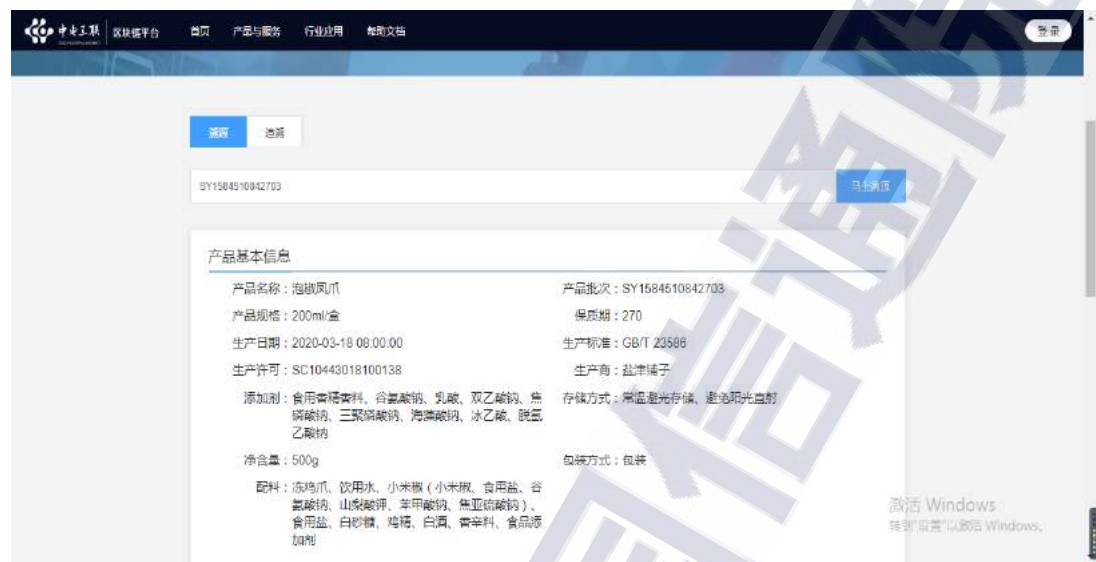 中电互联 区块链平台 首页 产品与服务 行业应用 帮助文档 登录
溯源 追溯
SY1584510842703 马上溯源
产品基本信息
产品名称：泡椒凤爪 产品批次：SY1584510842703
产品规格：200ml/盒 保质期：270
生产日期：2020-03-18 08:00:00 生产标准：GB/T 23586
生产许可：SC10443018100138 生产商：盐津铺子
添加剂：食用香精香料、谷氨酸钠、乳酸、双乙酸钠、焦 存储方式：常温避光存储、避免阳光直射
磷酸钠、三聚磷酸钠、海藻酸钠、冰乙酸、脱氢
乙酸钠
净含量：500g 包装方式：包装
配料：冻鸡爪、饮用水、小米椒（小米椒、食用盐、谷
氨酸钠、山梨酸钾、苯甲酸钠、焦亚硫酸钠）、
食用盐、白砂糖、鸡精、白酒、香辛料、食品添
加剂
激活 Windows
转到"设置"以激活 Windows。